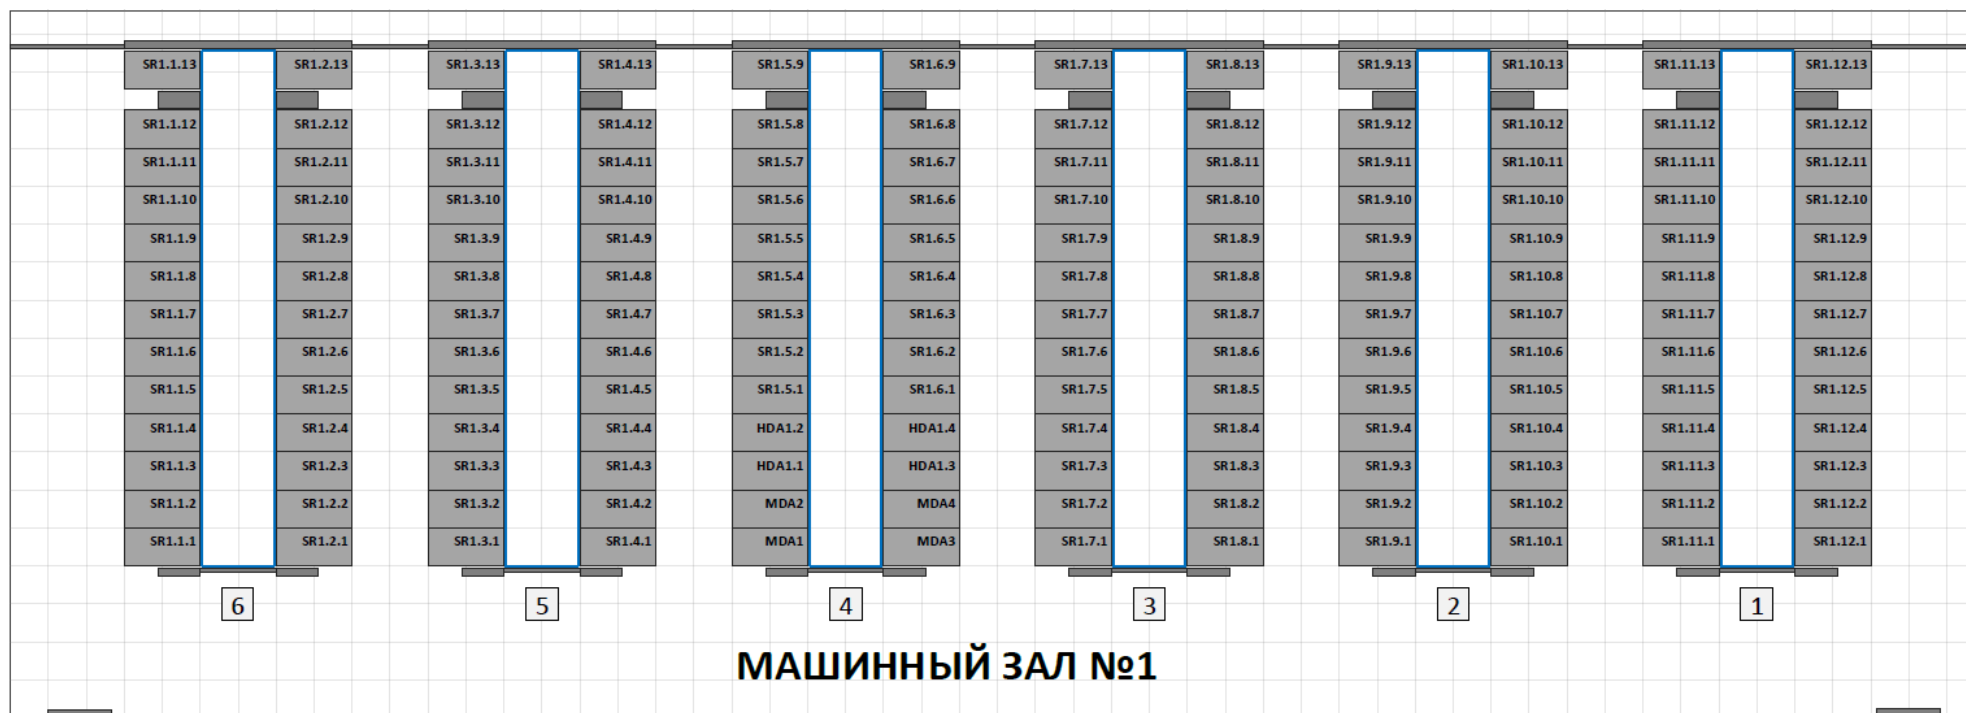 SR1.1.13 SR1.2.13 SR1.3.13 SR1.4.13 SR1.5.9 SR1.6.9 SR1.7.13 SR1.8.13 SR1.9.13 SR1.10.13 SR1.11.13 SR1.12.13
SR1.1.12 SR1.2.12 SR1.3.12 SR1.4.12 SR1.5.8 SR1.6.8 SR1.7.12 SR1.8.12 SR1.9.12 SR1.10.12 SR1.11.12 SR1.12.12
SR1.1.11 SR1.2.11 SR1.3.11 SR1.4.11 SR1.5.7 SR1.6.7 SR1.7.11 SR1.8.11 SR1.9.11 SR1.10.11 SR1.11.11 SR1.12.11
SR1.1.10 SR1.2.10 SR1.3.10 SR1.4.10 SR1.5.6 SR1.6.6 SR1.7.10 SR1.8.10 SR1.9.10 SR1.10.10 SR1.11.10 SR1.12.10
SR1.1.9 SR1.2.9 SR1.3.9 SR1.4.9 SR1.5.5 SR1.6.5 SR1.7.9 SR1.8.9 SR1.9.9 SR1.10.9 SR1.11.9 SR1.12.9
SR1.1.8 SR1.2.8 SR1.3.8 SR1.4.8 SR1.5.4 SR1.6.4 SR1.7.8 SR1.8.8 SR1.9.8 SR1.10.8 SR1.11.8 SR1.12.8
SR1.1.7 SR1.2.7 SR1.3.7 SR1.4.7 SR1.5.3 SR1.6.3 SR1.7.7 SR1.8.7 SR1.9.7 SR1.10.7 SR1.11.7 SR1.12.7
SR1.1.6 SR1.2.6 SR1.3.6 SR1.4.6 SR1.5.2 SR1.6.2 SR1.7.6 SR1.8.6 SR1.9.6 SR1.10.6 SR1.11.6 SR1.12.6
SR1.1.5 SR1.2.5 SR1.3.5 SR1.4.5 SR1.5.1 SR1.6.1 SR1.7.5 SR1.8.5 SR1.9.5 SR1.10.5 SR1.11.5 SR1.12.5
SR1.1.4 SR1.2.4 SR1.3.4 SR1.4.4 HDA1.2 HDA1.4 SR1.7.4 SR1.8.4 SR1.9.4 SR1.10.4 SR1.11.4 SR1.12.4
SR1.1.3 SR1.2.3 SR1.3.3 SR1.4.3 HDA1.1 HDA1.3 SR1.7.3 SR1.8.3 SR1.9.3 SR1.10.3 SR1.11.3 SR1.12.3
SR1.1.2 SR1.2.2 SR1.3.2 SR1.4.2 MDA2 MDA4 SR1.7.2 SR1.8.2 SR1.9.2 SR1.10.2 SR1.11.2 SR1.12.2
SR1.1.1 SR1.2.1 SR1.3.1 SR1.4.1 MDA1 MDA3 SR1.7.1 SR1.8.1 SR1.9.1 SR1.10.1 SR1.11.1 SR1.12.1
6 5 4 3 2 1
МАШИННЫЙ ЗАЛ №1